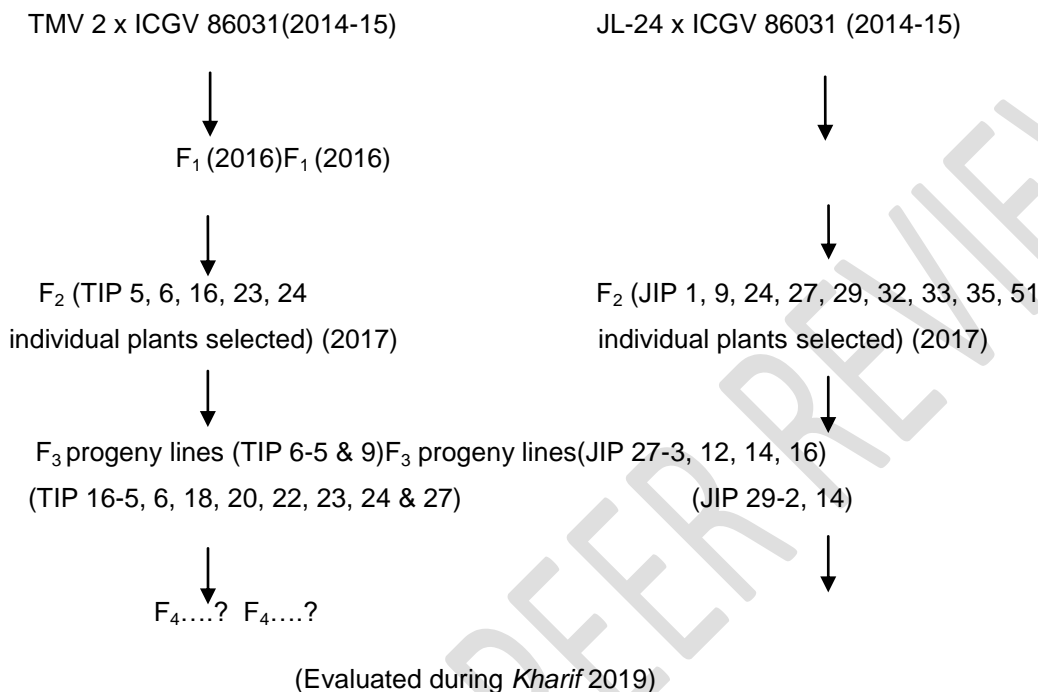 TMV 2 x ICGV 86031(2014-15) JL-24 x ICGV 86031 (2014-15)
F₁ (2016)F₁ (2016)
F₂ (TIP 5, 6, 16, 23, 24 F₂ (JIP 1, 9, 24, 27, 29, 32, 33, 35, 51
individual plants selected) (2017) individual plants selected) (2017)
F₃ progeny lines (TIP 6-5 & 9)F₃ progeny lines(JIP 27-3, 12, 14, 16)
(TIP 16-5, 6, 18, 20, 22, 23, 24 & 27) (JIP 29-2, 14)
F₄....? F₄....?
(Evaluated during Kharif 2019)
PEER REVIE